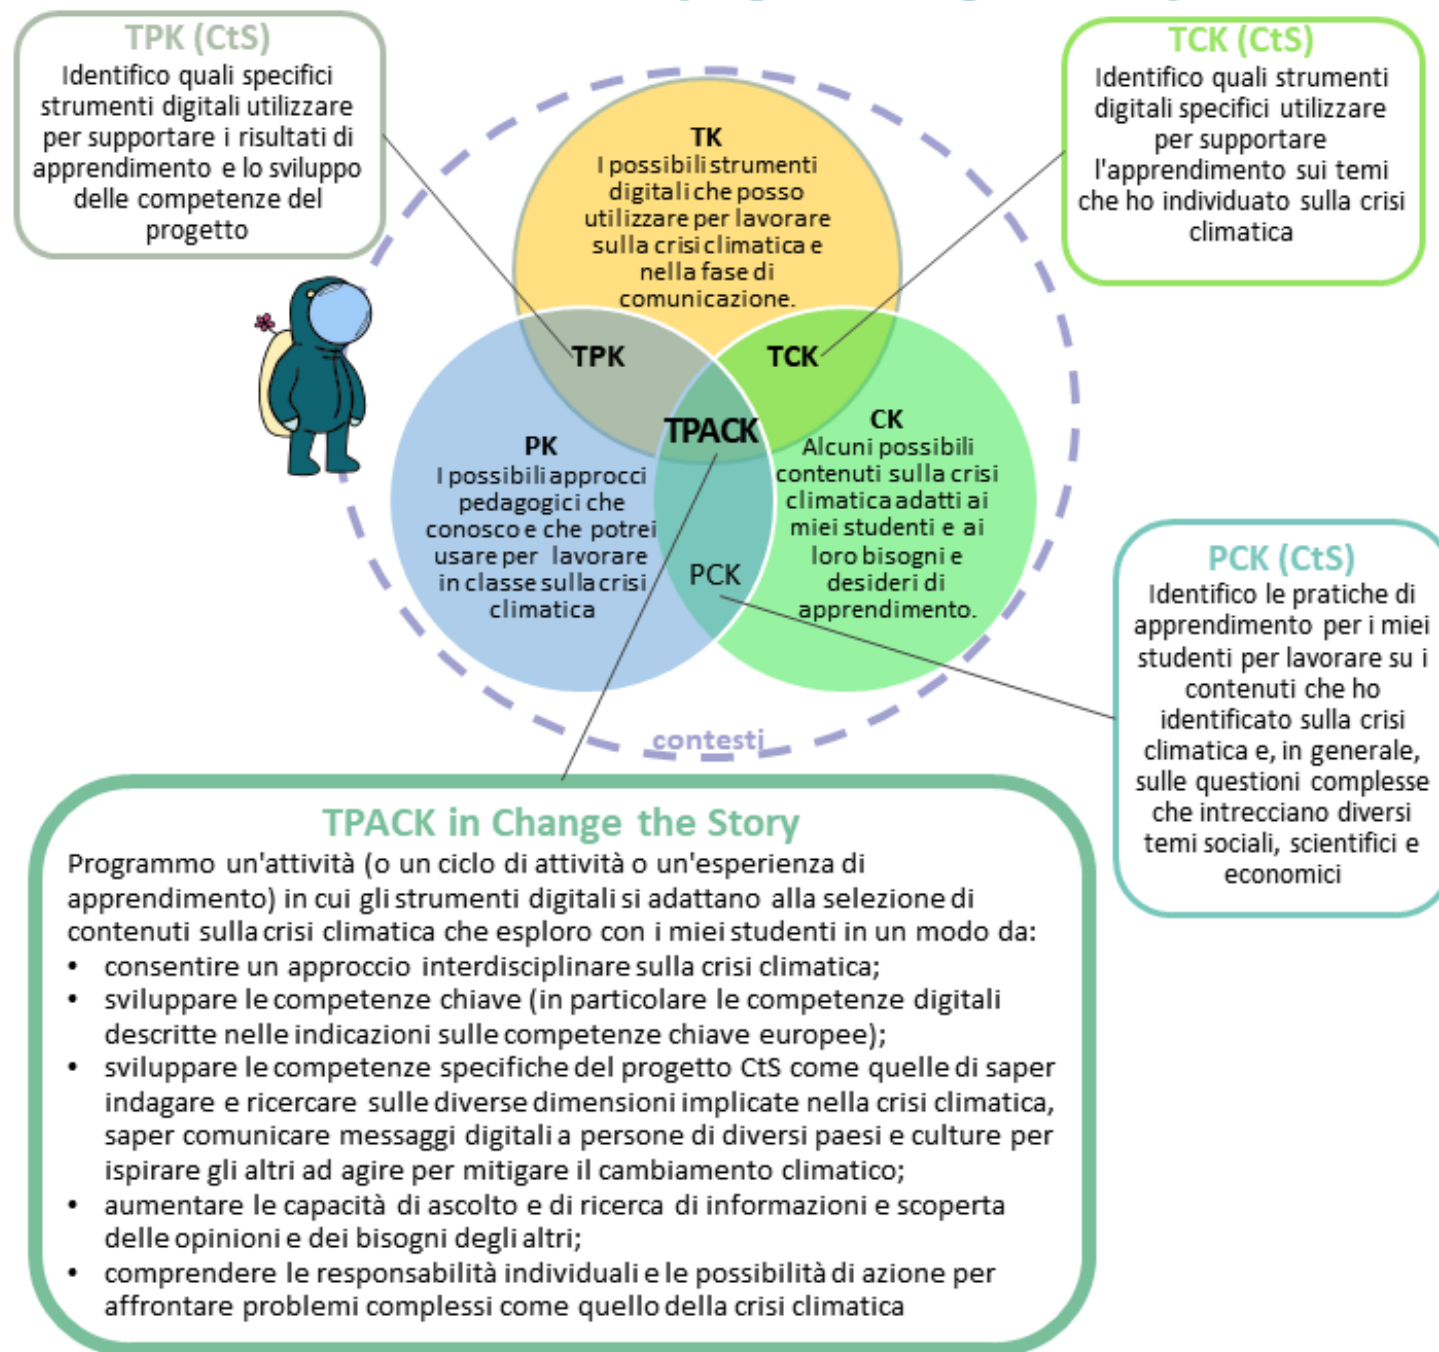 TPK (CtS)
Identifico quali specifici
strumenti digitali utilizzare
per supportare i risultati di
apprendimento e lo sviluppo
delle competenze del
progetto
TCK (CtS)
Identifico quali strumenti
digitali specifici utilizzare
per supportare
l'apprendimento sui temi
che ho individuato sulla crisi
climatica
TK
I possibili strumenti
digitali che posso
utilizzare per lavorare
sulla crisi climatica e
nella fase di
comunicazione.
TPK
TCK
TPACK
PK
I possibili approcci
pedagogici che
conosco e che potrei
usare per lavorare
in classe sulla crisi
climatica
CK
Alcuni possibili
contenuti sulla crisi
climatica adatti ai
miei studenti e ai
loro bisogni e
desideri di
apprendimento.
PCK
contesti
PCK (CtS)
Identifico le pratiche di
apprendimento per i miei
studenti per lavorare su i
contenuti che ho
identificato sulla crisi
climatica e, in generale,
sulle questioni complesse
che intrecciano diversi
temi sociali, scientifici e
economici
TPACK in Change the Story
Programmo un'attività (o un ciclo di attività o un'esperienza di
apprendimento) in cui gli strumenti digitali si adattano alla selezione di
contenuti sulla crisi climatica che esploro con i miei studenti in un modo da:
• consentire un approccio interdisciplinare sulla crisi climatica;
• sviluppare le competenze chiave (in particolare le competenze digitali
descritte nelle indicazioni sulle competenze chiave europee);
• sviluppare le competenze specifiche del progetto CtS come quelle di saper
indagare e ricercare sulle diverse dimensioni implicate nella crisi climatica,
saper comunicare messaggi digitali a persone di diversi paesi e culture per
ispirare gli altri ad agire per mitigare il cambiamento climatico;
• aumentare le capacità di ascolto e di ricerca di informazioni e scoperta
delle opinioni e dei bisogni degli altri;
• comprendere le responsabilità individuali e le possibilità di azione per
affrontare problemi complessi come quello della crisi climatica